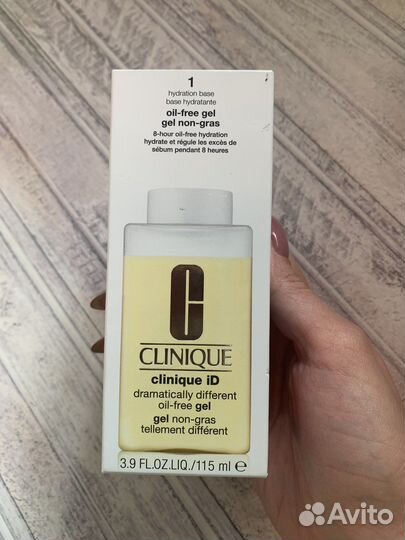 1
hydration base
base hydratante
oil-free gel
gel non-gras
8-hour oil-free hydration
hydrate et régule les excès de
sébum pendant 8 heures
C
CLINIQUE
clinique iD
dramatically different
oil-free gel
gel non-gras
tellement différent
3.9 FL.OZ.LIQ./115 ml ℮
Avito